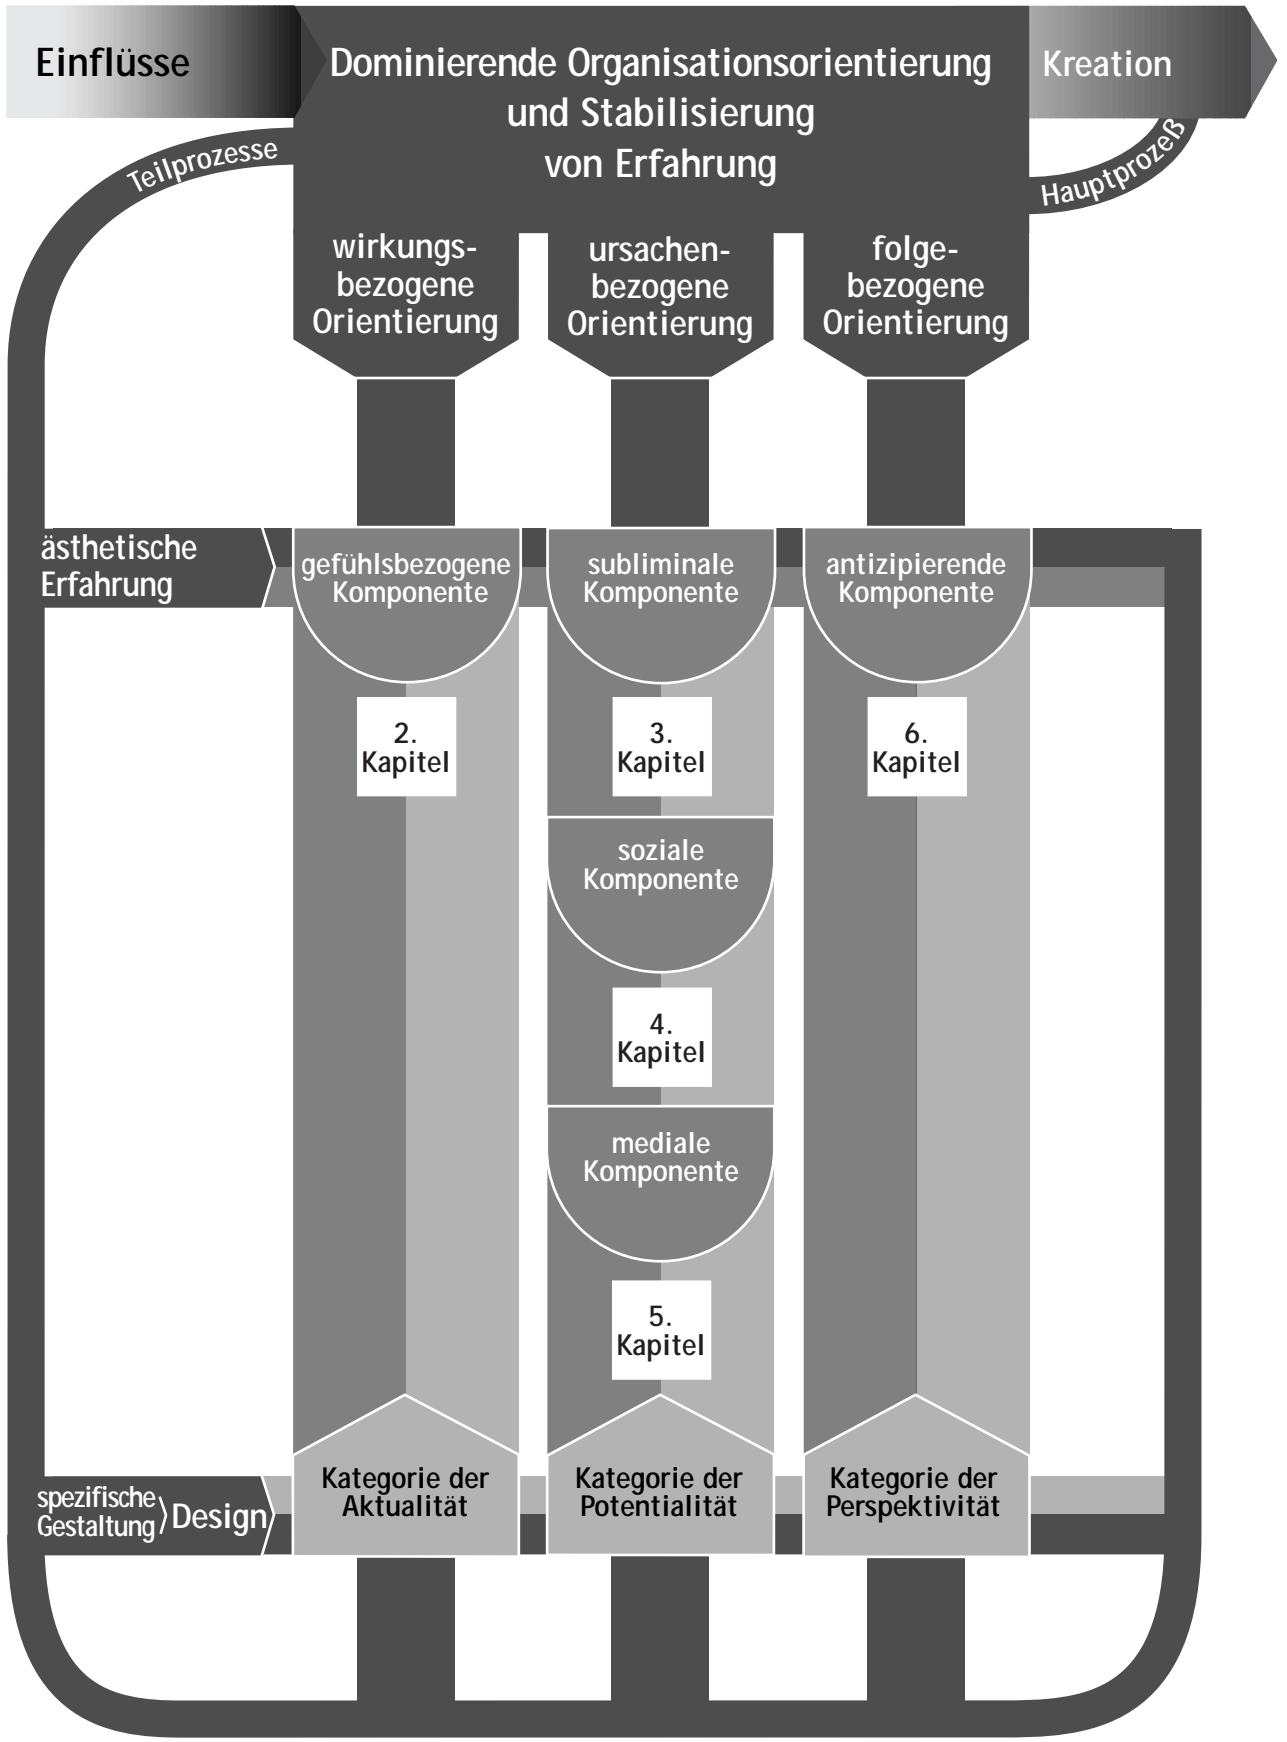 Einflüsse
Dominierende Organisationsorientierung
und Stabilisierung
von Erfahrung
Kreation
Teilprozesse
Hauptprozeß
wirkungs-
bezogene
Orientierung
ursachen-
bezogene
Orientierung
folge-
bezogene
Orientierung
ästhetische
Erfahrung
gefühlsbezogene
Komponente
subliminale
Komponente
antizipierende
Komponente
2.
Kapitel
3.
Kapitel
6.
Kapitel
soziale
Komponente
4.
Kapitel
mediale
Komponente
5.
Kapitel
spezifische
Gestaltung
Design
Kategorie der
Aktualität
Kategorie der
Potentialität
Kategorie der
Perspektivität